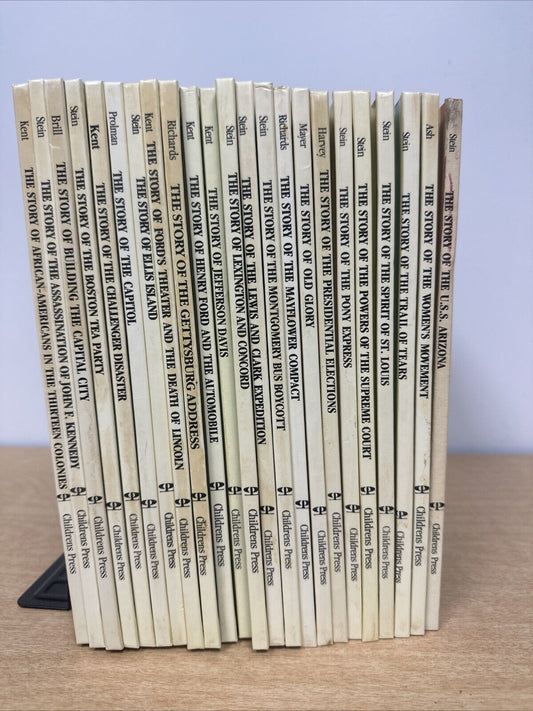 Kent THE STORY OF AFRICAN-AMERICANS IN THE THIRTEEN COLONIES Childrens Press
Stein THE STORY OF THE ASSASSINATION OF JOHN F. KENNEDY Childrens Press
Brill THE STORY OF BUILDING THE CAPITAL CITY Childrens Press
Stein THE STORY OF THE BOSTON TEA PARTY Childrens Press
Kent THE STORY OF THE CHALLENGER DISASTER Childrens Press
Prolman THE STORY OF THE CAPITOL Childrens Press
Stein THE STORY OF ELLIS ISLAND Childrens Press
Kent THE STORY OF FORD'S THEATER AND THE DEATH OF LINCOLN Childrens Press
Richards THE STORY OF THE GETTYSBURG ADDRESS Childrens Press
Kent THE STORY OF HENRY FORD AND THE AUTOMOBILE Childrens Press
Kent THE STORY OF JEFFERSON DAVIS Childrens Press
Stein THE STORY OF LEXINGTON AND CONCORD Childrens Press
Stein THE STORY OF THE LEWIS AND CLARK EXPEDITION Childrens Press
Stein THE STORY OF THE MONTGOMERY BUS BOYCOTT Childrens Press
Richards THE STORY OF THE MAYFLOWER COMPACT Childrens Press
Mayer THE STORY OF OLD GLORY Childrens Press
Harvey THE STORY OF THE PRESIDENTIAL ELECTIONS Childrens Press
Stein THE STORY OF THE PONY EXPRESS Childrens Press
Stein THE STORY OF THE POWERS OF THE SUPREME COURT Childrens Press
Stein THE STORY OF THE SPIRIT OF ST. LOUIS Childrens Press
Stein THE STORY OF THE TRAIL OF TEARS Childrens Press
Ash THE STORY OF THE WOMEN'S MOVEMENT Childrens Press
Stein THE STORY OF THE U.S.S. ARIZONA Childrens Press